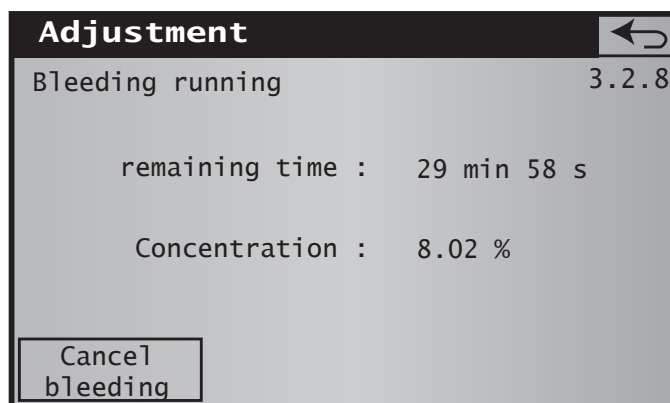 Adjustment
Bleeding running 3.2.8
remaining time : 29 min 58 s
Concentration : 8.02 %
Cancel
bleeding